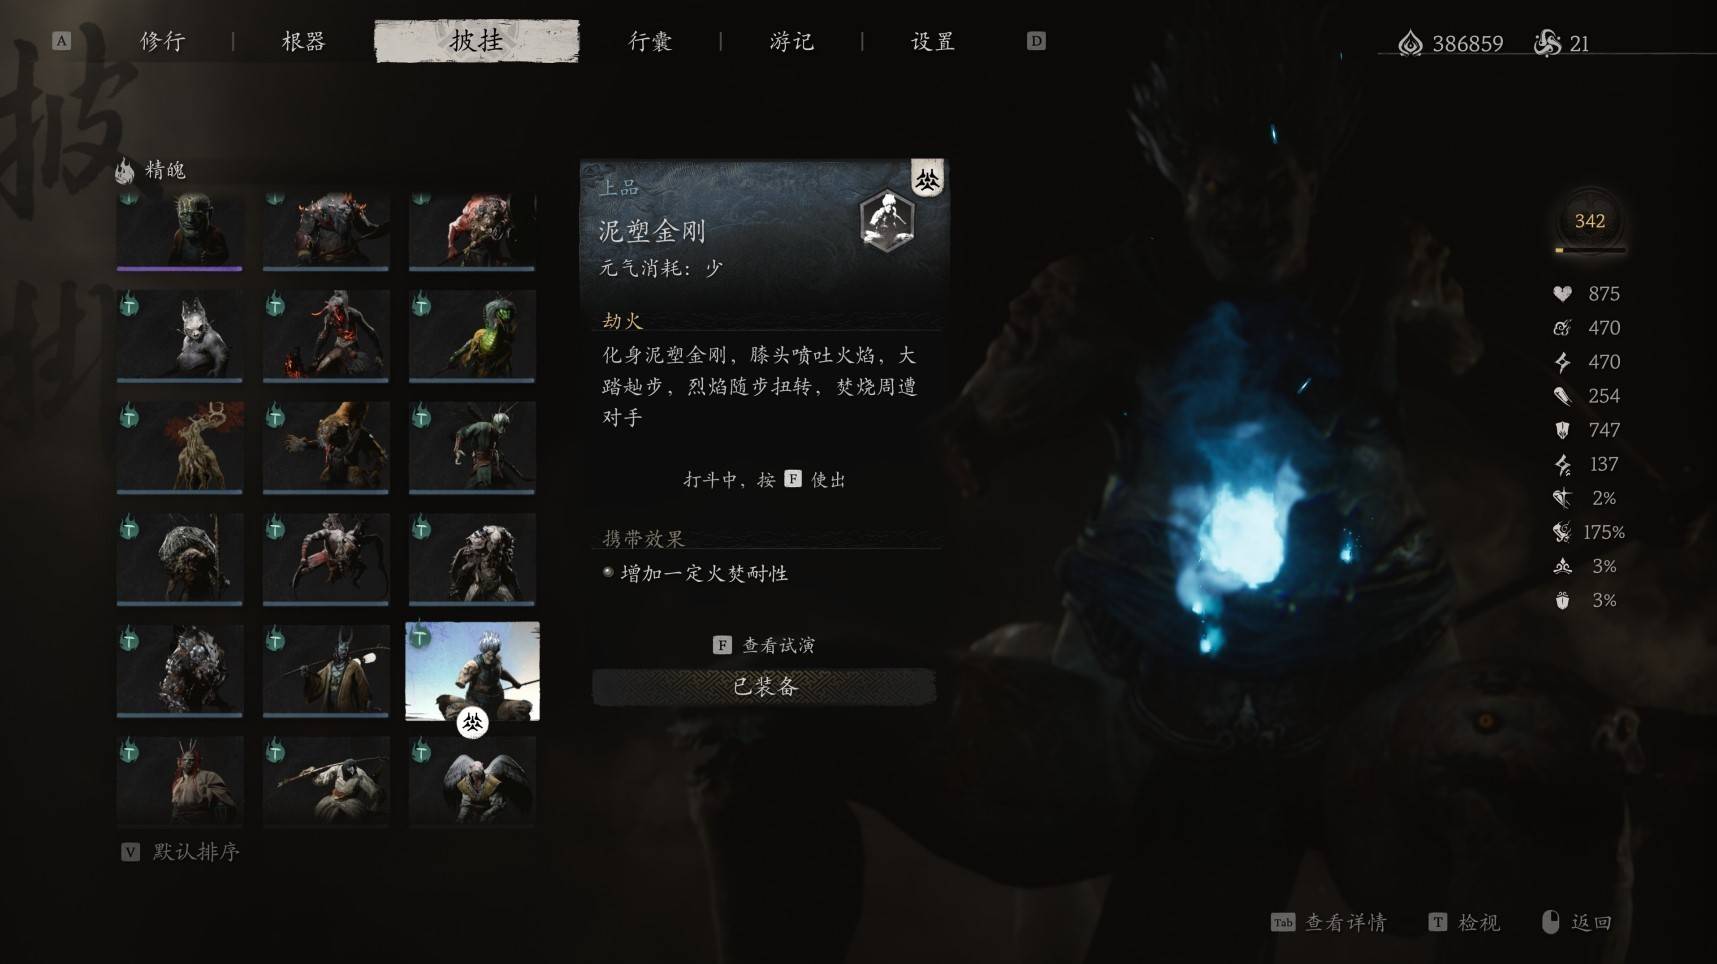 A 修行 根器 披挂 行囊 游记 设置 D
386859 21
披挂
精魄
上品
泥塑金刚
元气消耗：少
劫火
化身泥塑金刚，膝头喷吐火焰，大
踏趔步，烈焰随步扭转，焚烧周遭
对手
打斗中，按 F 使出
携带效果
增加一定火焚耐性
F 查看试演
已装备
V 默认排序
342
875
470
470
254
747
137
2%
175%
3%
3%
Tab 查看详情 T 检视 返回